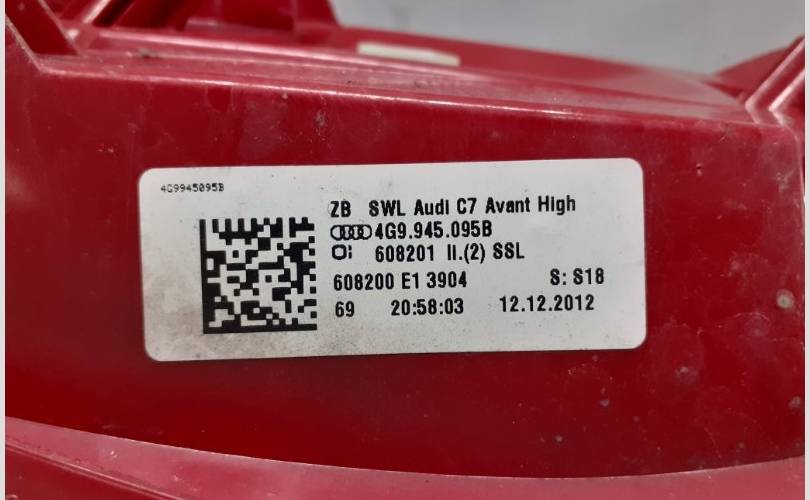 4G9945095B
ZB SWL Audi C7 Avant High
4G9.945.095B
608201 II.(2) SSL
608200 E1 3904 S: S18
69 20:58:03 12.12.2012